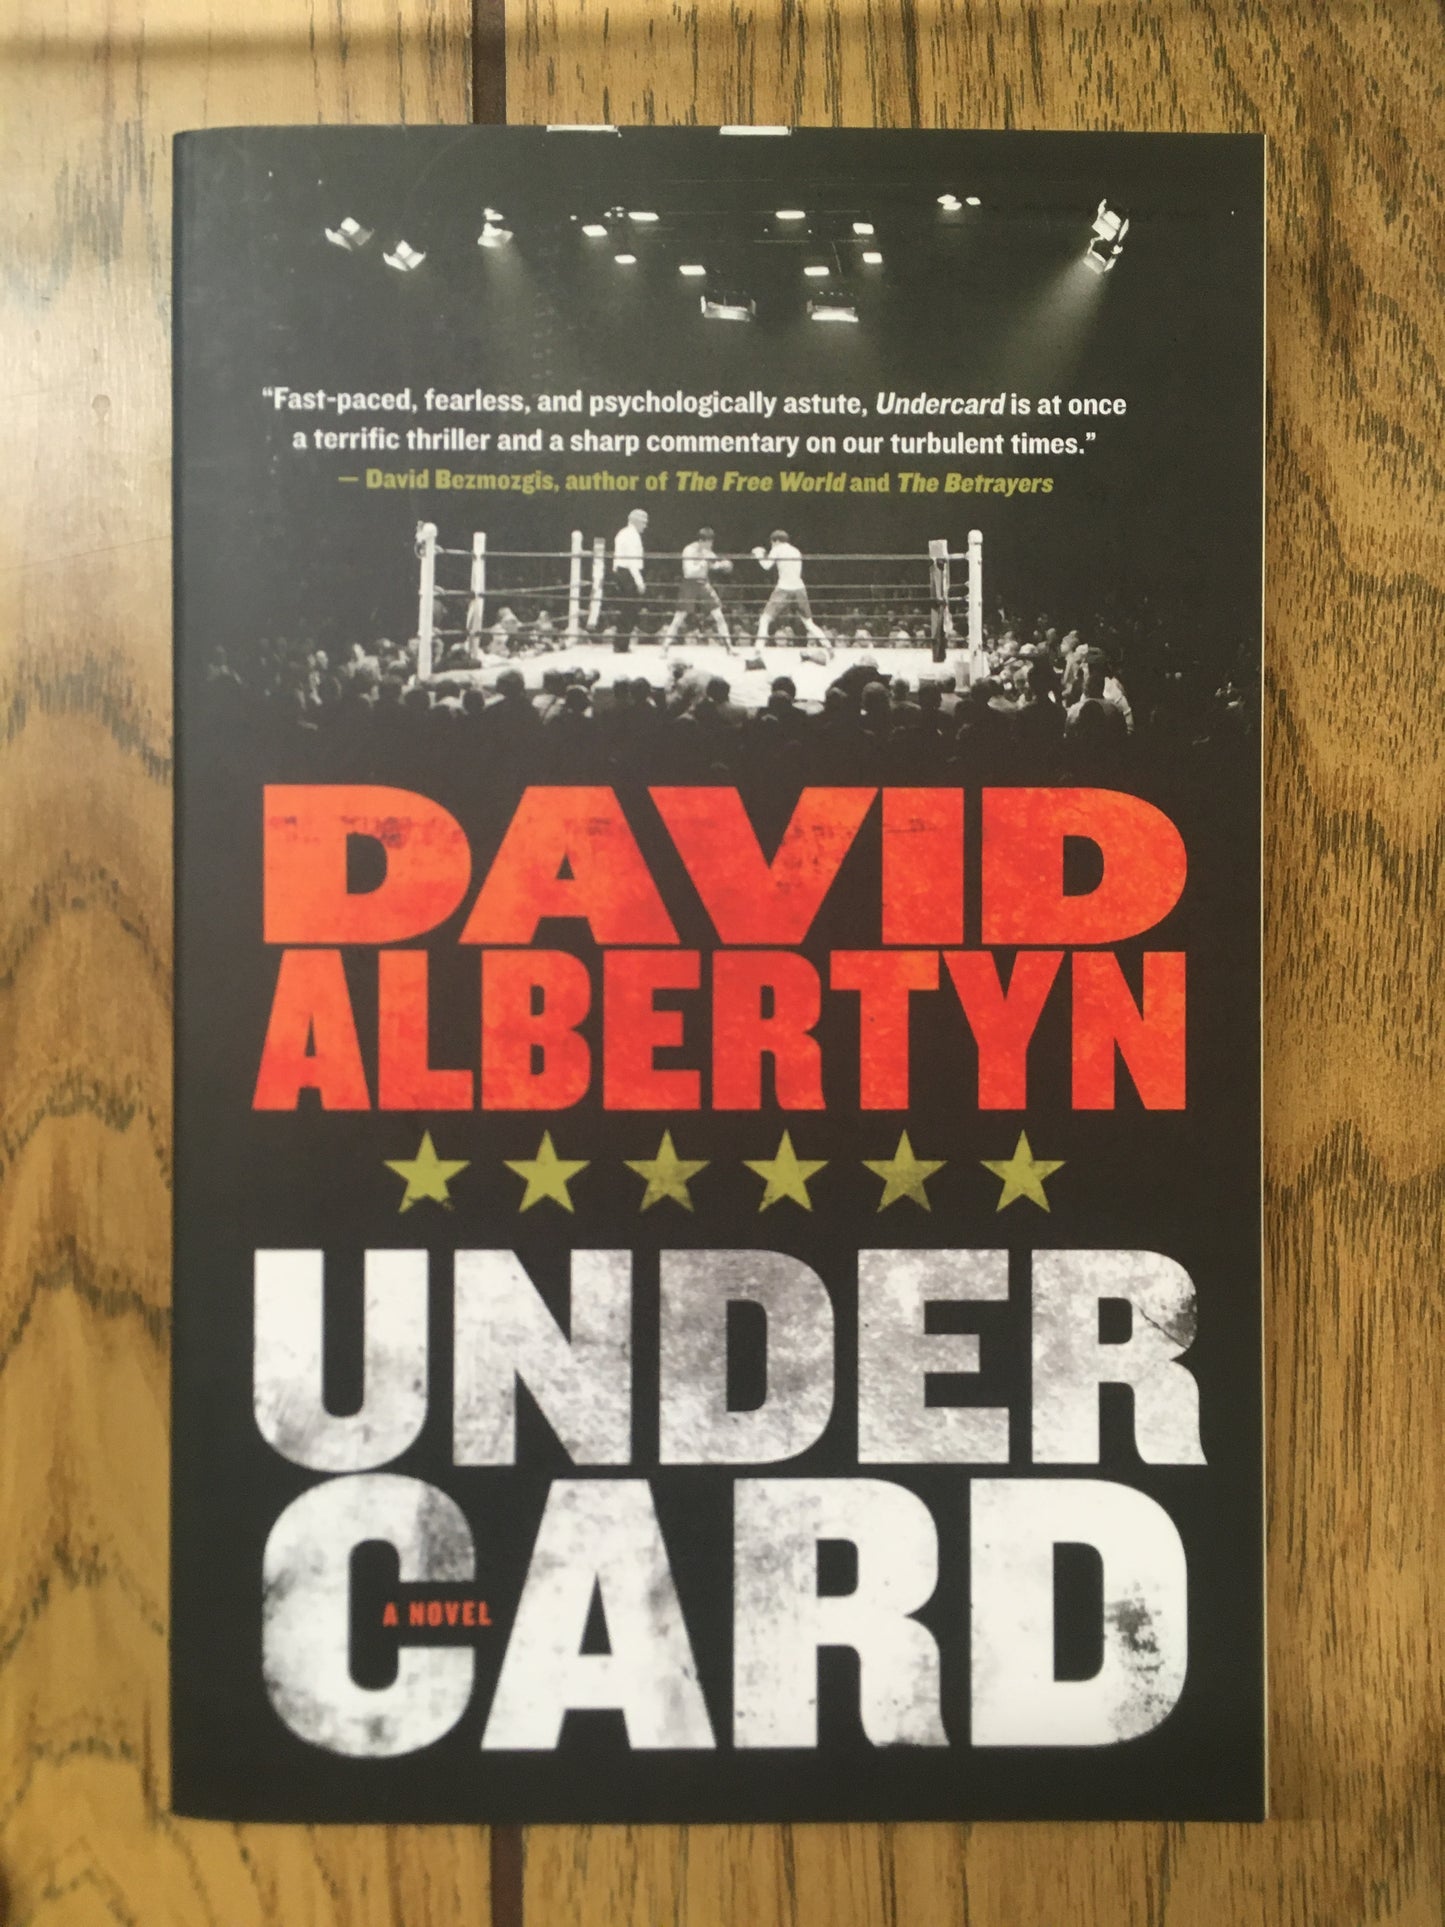 “Fast-paced, fearless, and psychologically astute, Undercard is at once
a terrific thriller and a sharp commentary on our turbulent times.”
— David Bezmozgis, author of The Free World and The Betrayers
DAVID
ALBERTYN
UNDER
CARD
A NOVEL